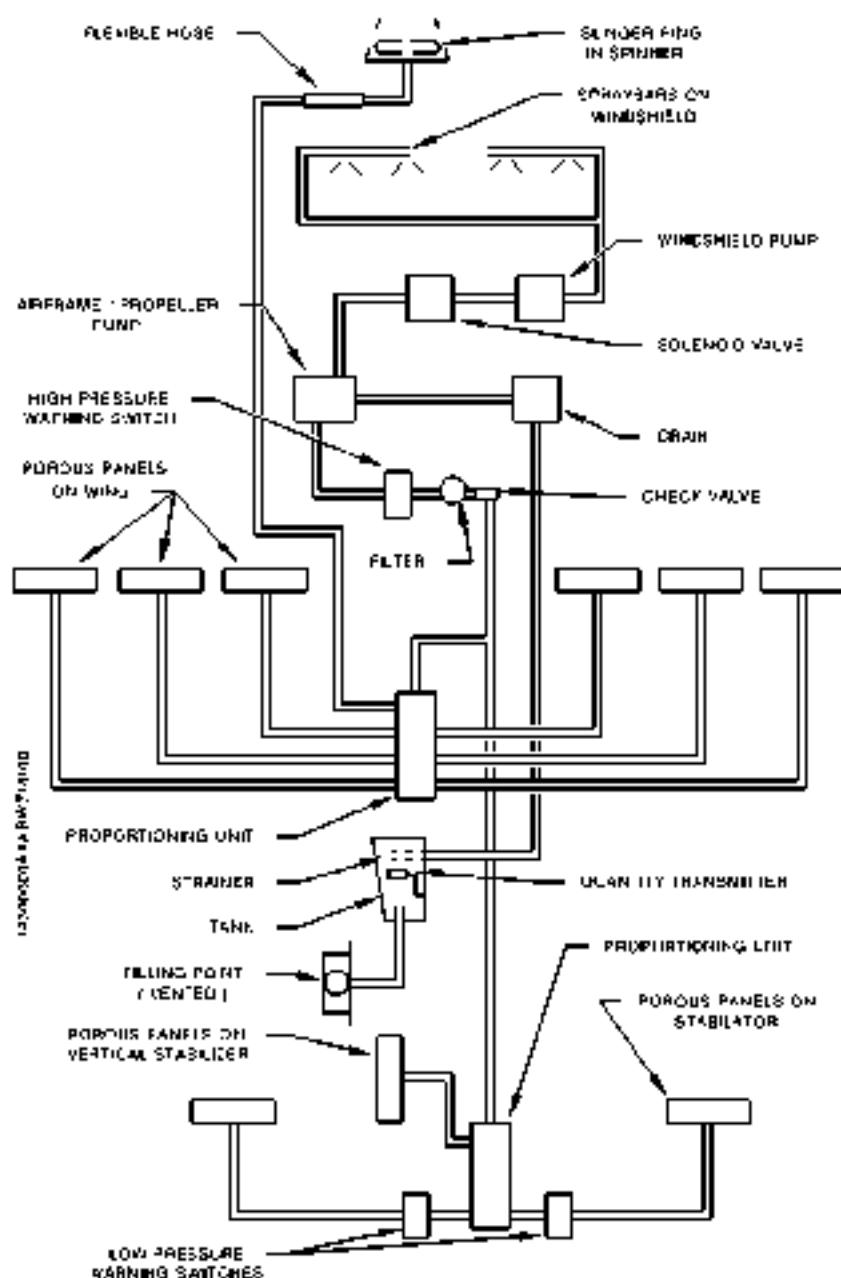 FLEXIBLE HOSE
SLINGER RING
IN SPINNER
SPRAYBARS ON
WINDSHIELD
WINDSHIELD PUMP
AIRFRAME / PROPELLER
PUMP
SOLENOID VALVE
HIGH PRESSURE
WARNING SWITCH
DRAIN
POROUS PANELS
ON WING
CHECK VALVE
FILTER
PROPORTIONING UNIT
STRAINER
QUANTITY TRANSMITTER
TANK
PROPORTIONING UNIT
FILLING POINT
(VENTED)
POROUS PANELS ON
STABILATOR
POROUS PANELS ON
VERTICAL STABILIZER
LOW PRESSURE
WARNING SWITCHES